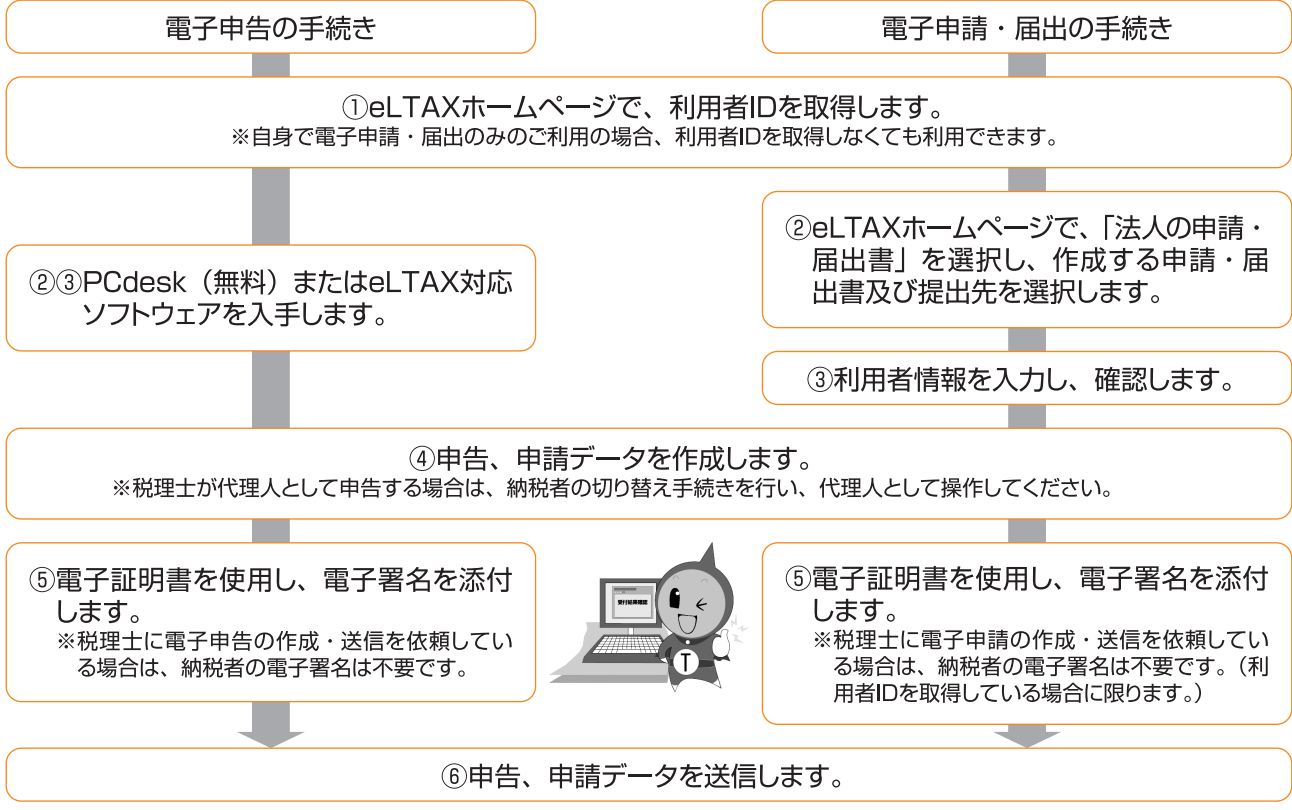 電子申告の手続き
電子申請・届出の手続き
①eLTAXホームページで、利用者IDを取得します。
※自身で電子申請・届出のみのご利用の場合、利用者IDを取得しなくても利用できます。
②③PCdesk（無料）またはeLTAX対応
ソフトウェアを入手します。
②eLTAXホームページで、「法人の申請・
届出書」を選択し、作成する申請・届
出書及び提出先を選択します。
③利用者情報を入力し、確認します。
④申告、申請データを作成します。
※税理士が代理人として申告する場合は、納税者の切り替え手続きを行い、代理人として操作してください。
⑤電子証明書を使用し、電子署名を添付
します。
※税理士に電子申告の作成・送信を依頼してい
る場合は、納税者の電子署名は不要です。
受付結果確認
T
⑤電子証明書を使用し、電子署名を添付
します。
※税理士に電子申請の作成・送信を依頼してい
る場合は、納税者の電子署名は不要です。（利
用者IDを取得している場合に限ります。）
⑥申告、申請データを送信します。